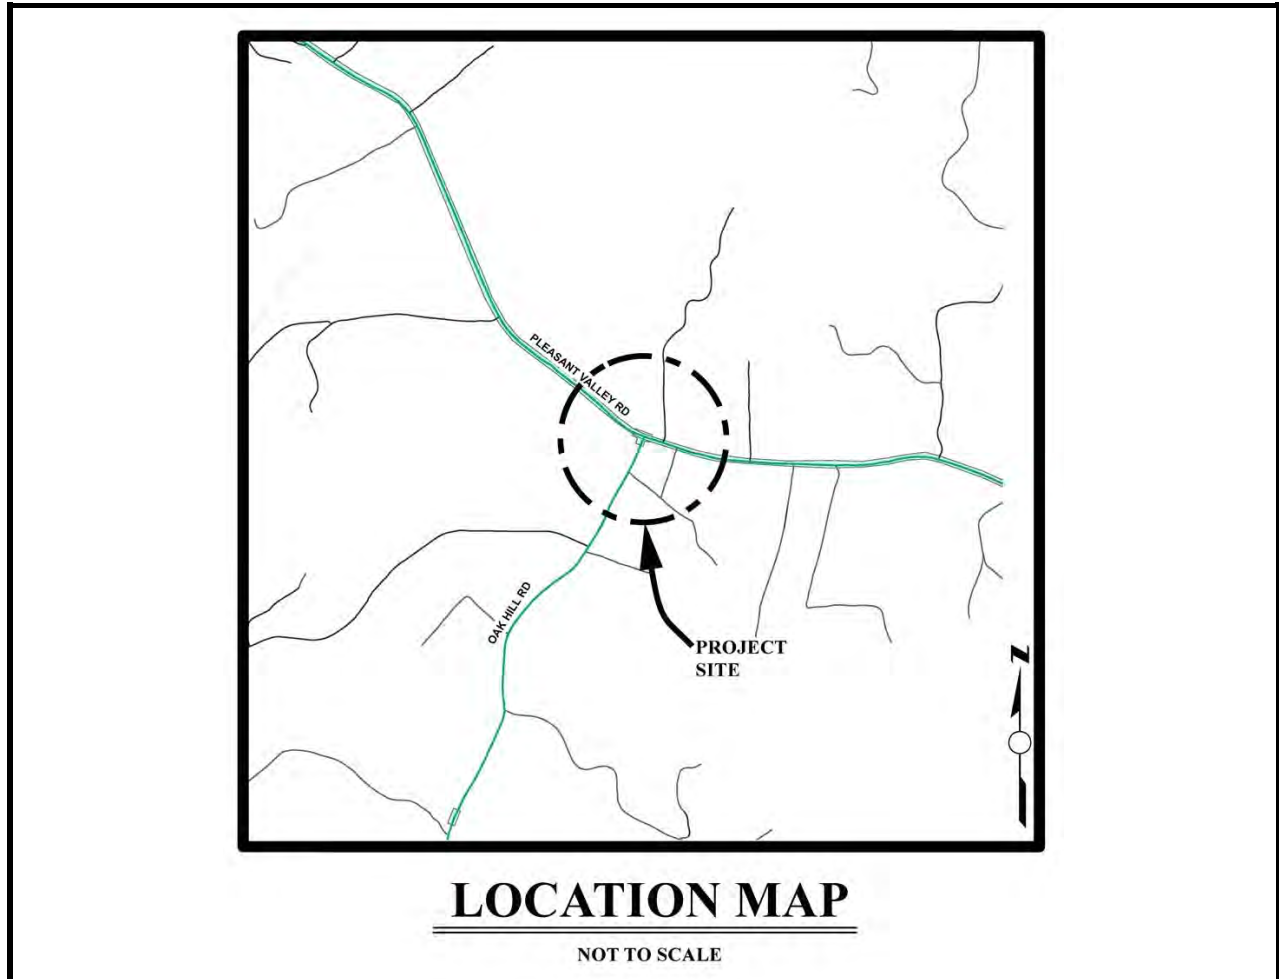 PLEASANT VALLEY RD
OAK HILL RD
PROJECT
SITE
N
LOCATION MAP
NOT TO SCALE